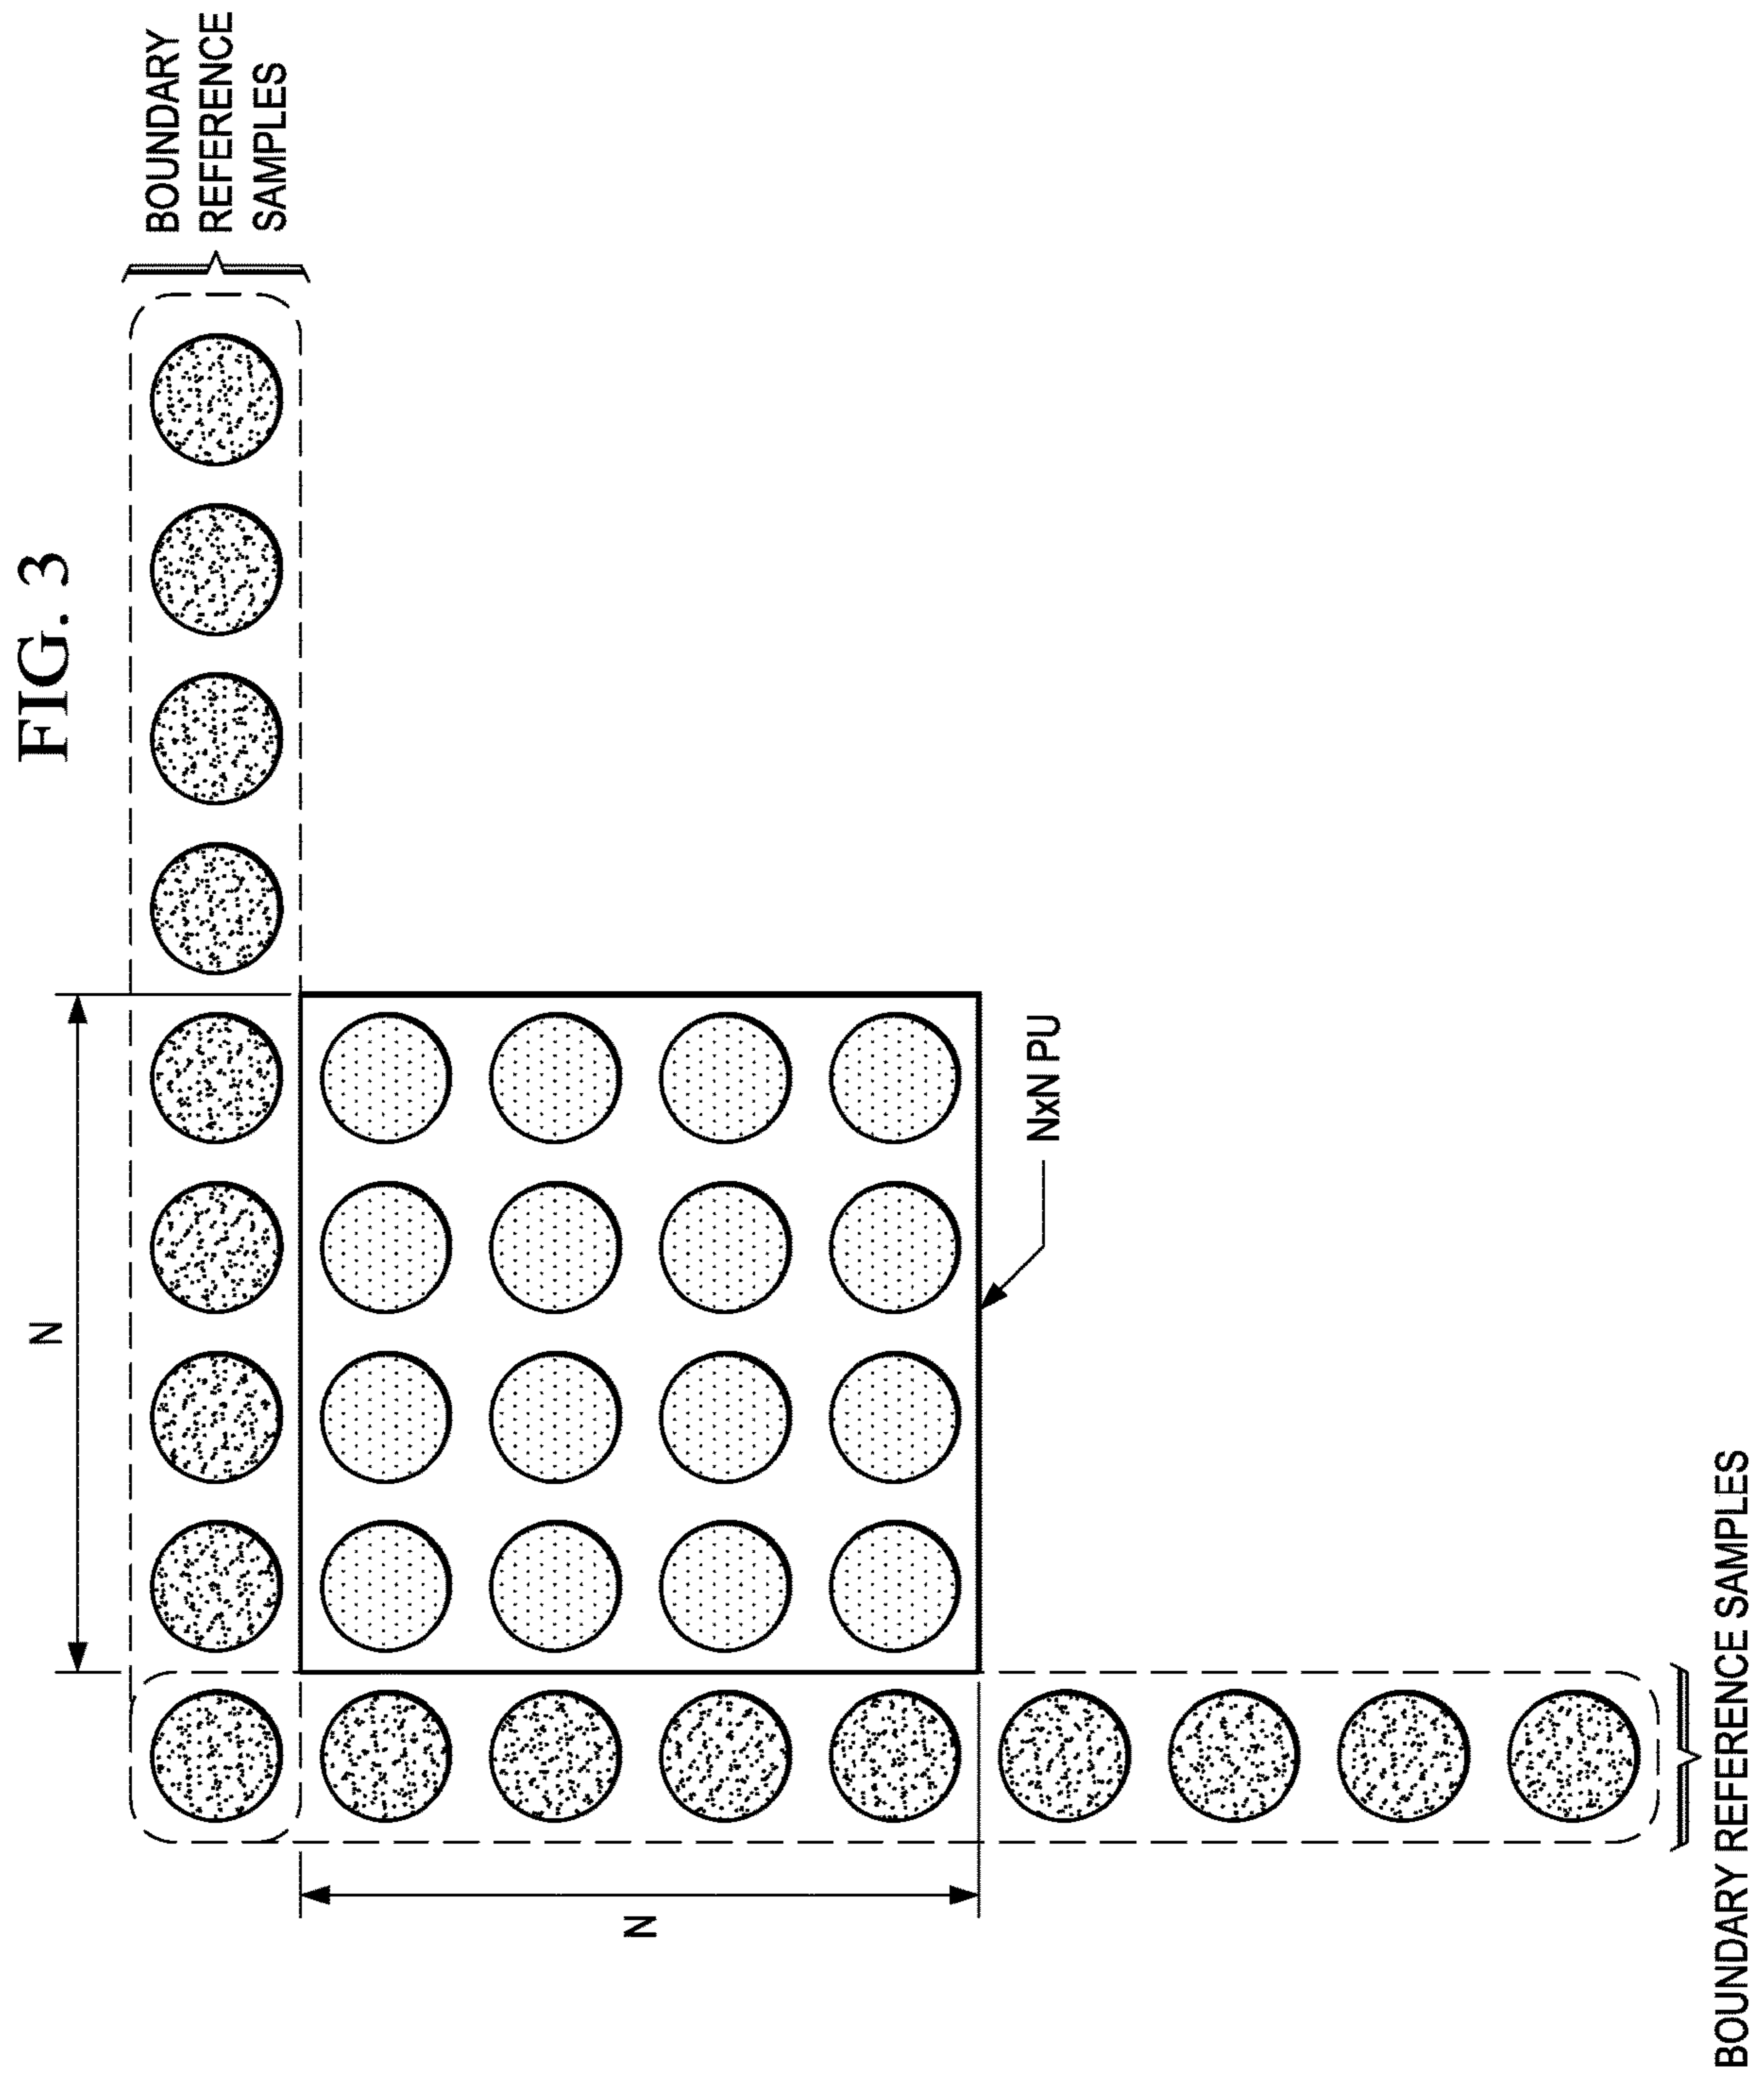 FIG. 3
BOUNDARY
REFERENCE
SAMPLES
N
N
NxN PU
BOUNDARY REFERENCE SAMPLES